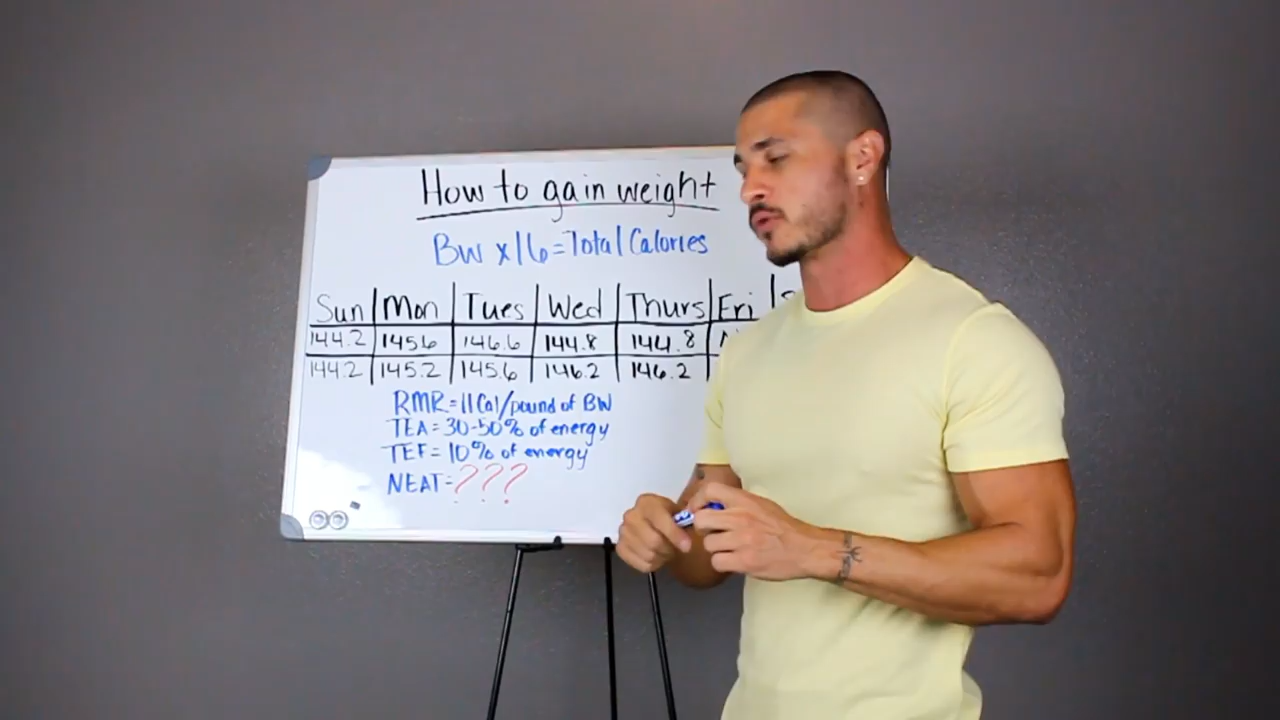 How to gain weight
BW x 16 = Total Calories
Sun Mon Tues Wed Thurs Fri
144.2 145.6 146.6 144.8 144.8
144.2 145.2 145.6 146.2 146.2
RMR = 11 Cal/pound of BW
TEA = 30-50% of energy
TEF = 10% of energy
NEAT = ???